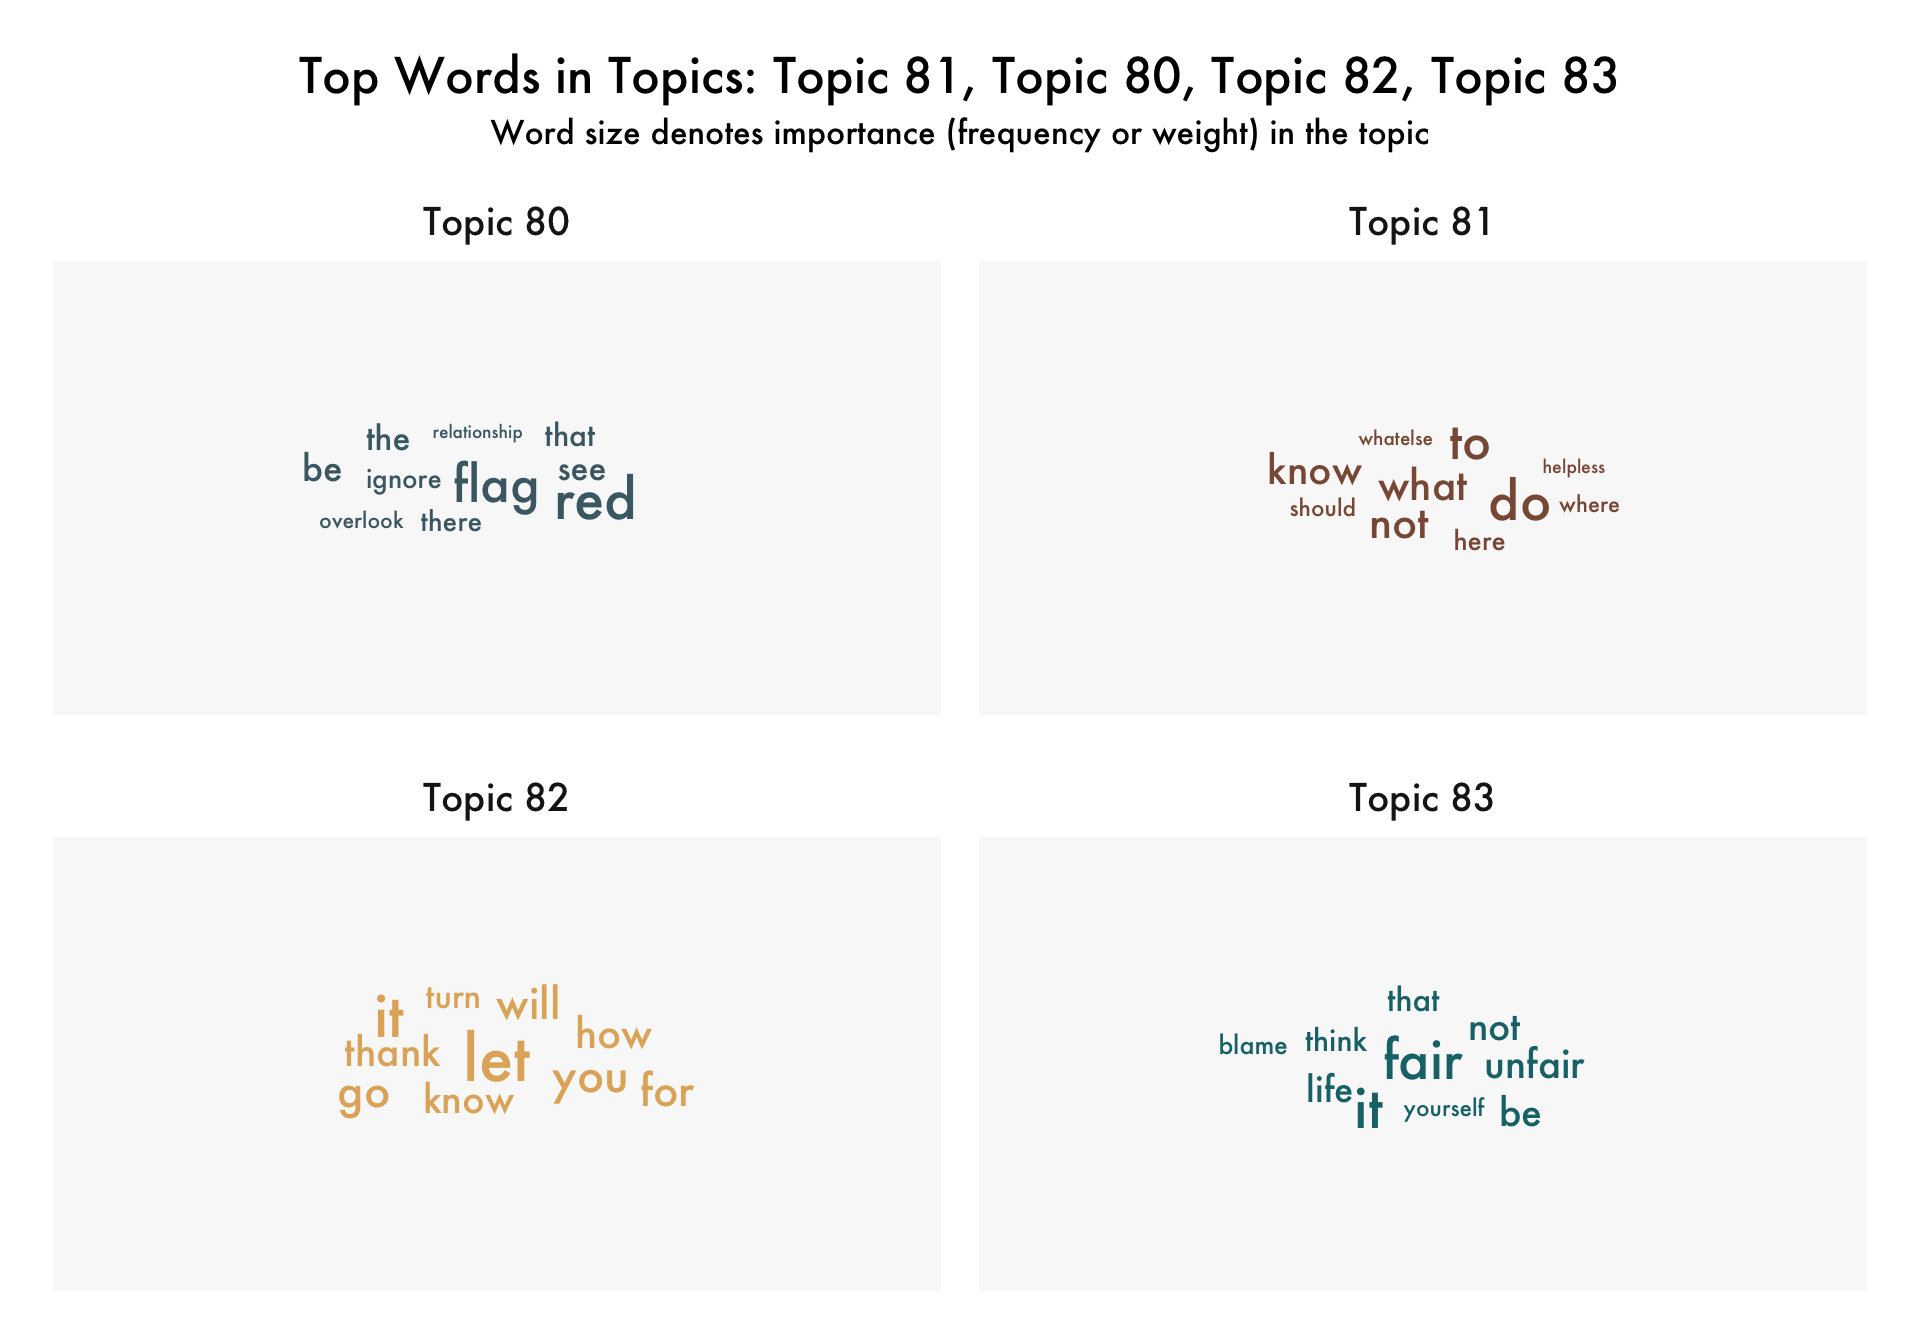 Top Words in Topics: Topic 81, Topic 80, Topic 82, Topic 83
Word size denotes importance (frequency or weight) in the topic
Topic 80
the relationship that
be ignore flag see
red
overlook there
Topic 81
whatelse to
know what helpless
should not do where
here
Topic 82
it turn will
thank let how
go know you for
Topic 83
that
blame think fair not
unfair
life it yourself be